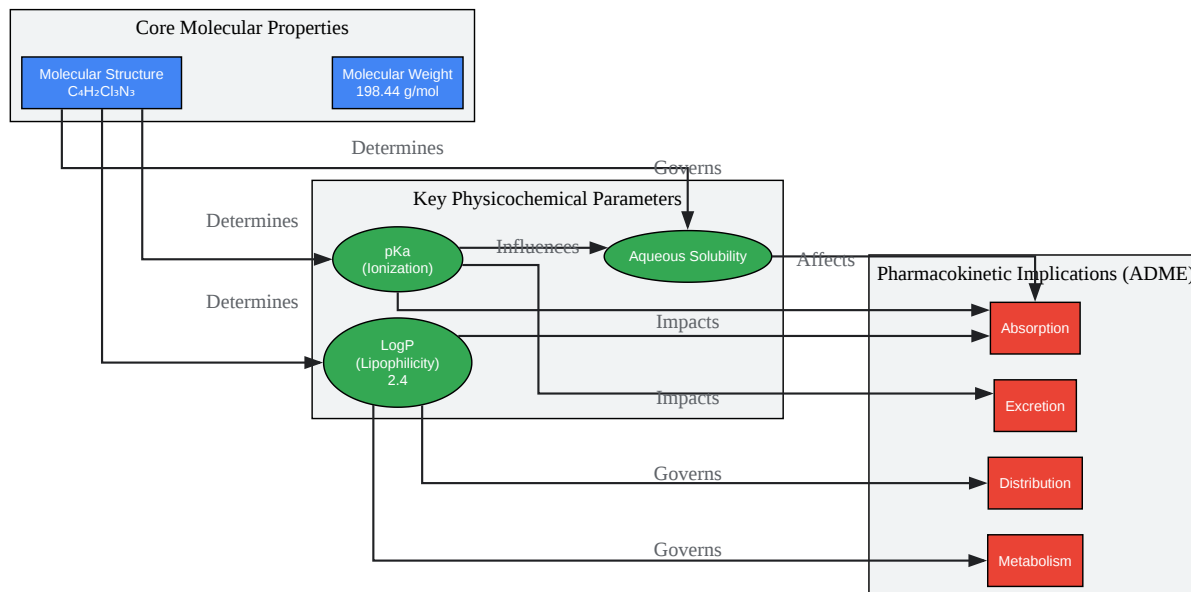 Core Molecular Properties
Molecular Structure
C₄H₂Cl₃N₃
Molecular Weight
198.44 g/mol
Determines
Governs
Key Physicochemical Parameters
Determines
pKa
(Ionization)
Influences
Aqueous Solubility
Affects
Pharmacokinetic Implications (ADME)
Determines
Impacts
Absorption
LogP
(Lipophilicity)
2.4
Impacts
Excretion
Governs
Distribution
Governs
Metabolism